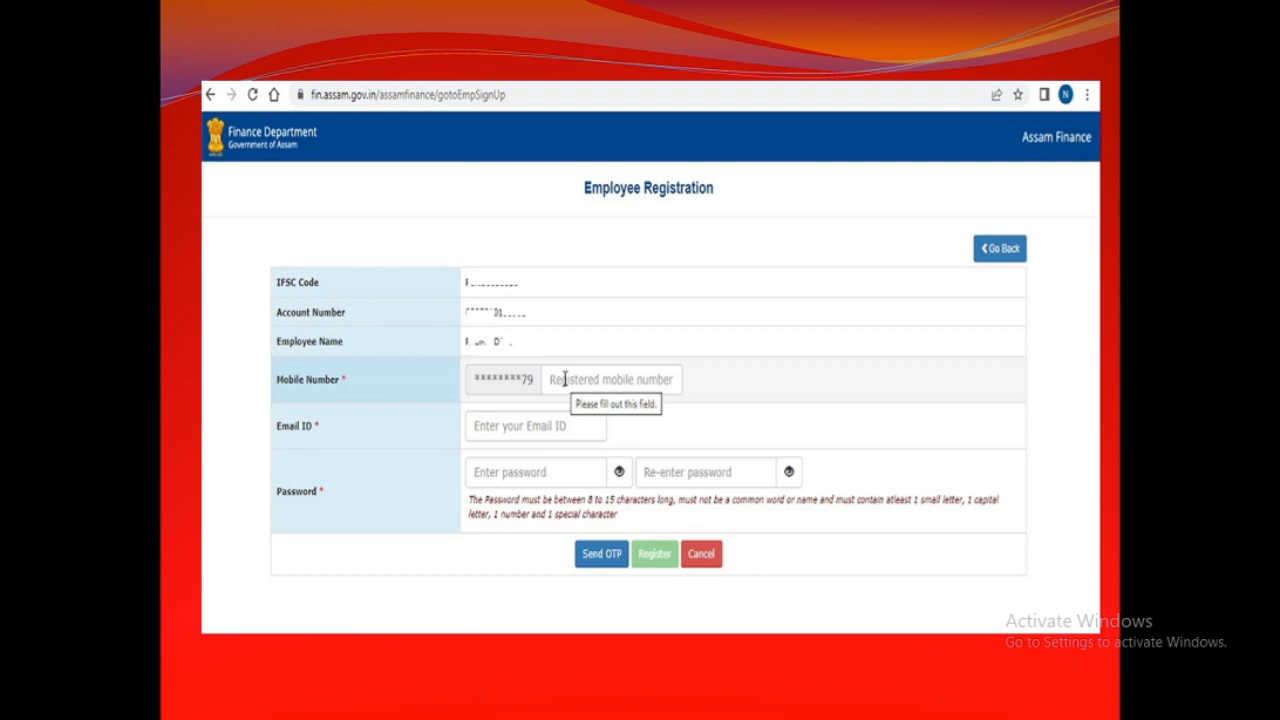 fin.assam.gov.in/assamfinance/gotoEmpSignUp
N
Finance Department
Government of Assam
Assam Finance
Employee Registration
Go Back
IFSC Code
Account Number
Employee Name
Mobile Number *
********79
Registered mobile number
Please fill out this field.
Email ID *
Enter your Email ID
Password *
Enter password
Re-enter password
The Password must be between 8 to 15 characters long, must not be a common word or name and must contain atleast 1 small letter, 1 capital
letter, 1 number and 1 special character
Send OTP
Register
Cancel
Activate Windows
Go to Settings to activate Windows.